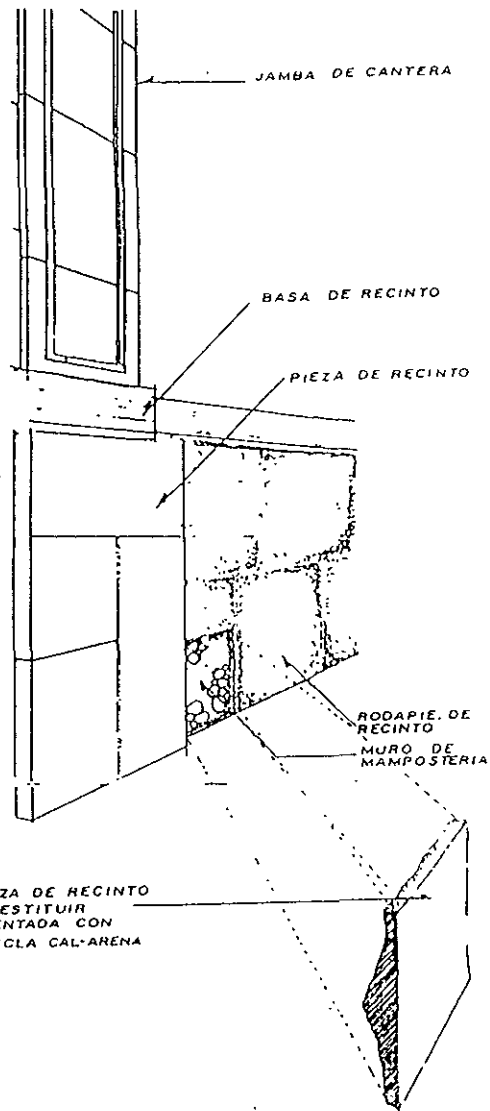 JAMBA DE CANTERA
BASA DE RECINTO
PIEZA DE RECINTO
RODAPIE. DE
RECINTO
MURO DE
MAMPOSTERIA
ZA DE RECINTO
ESTITUIR
ENTADA CON
CLA CAL-ARENA